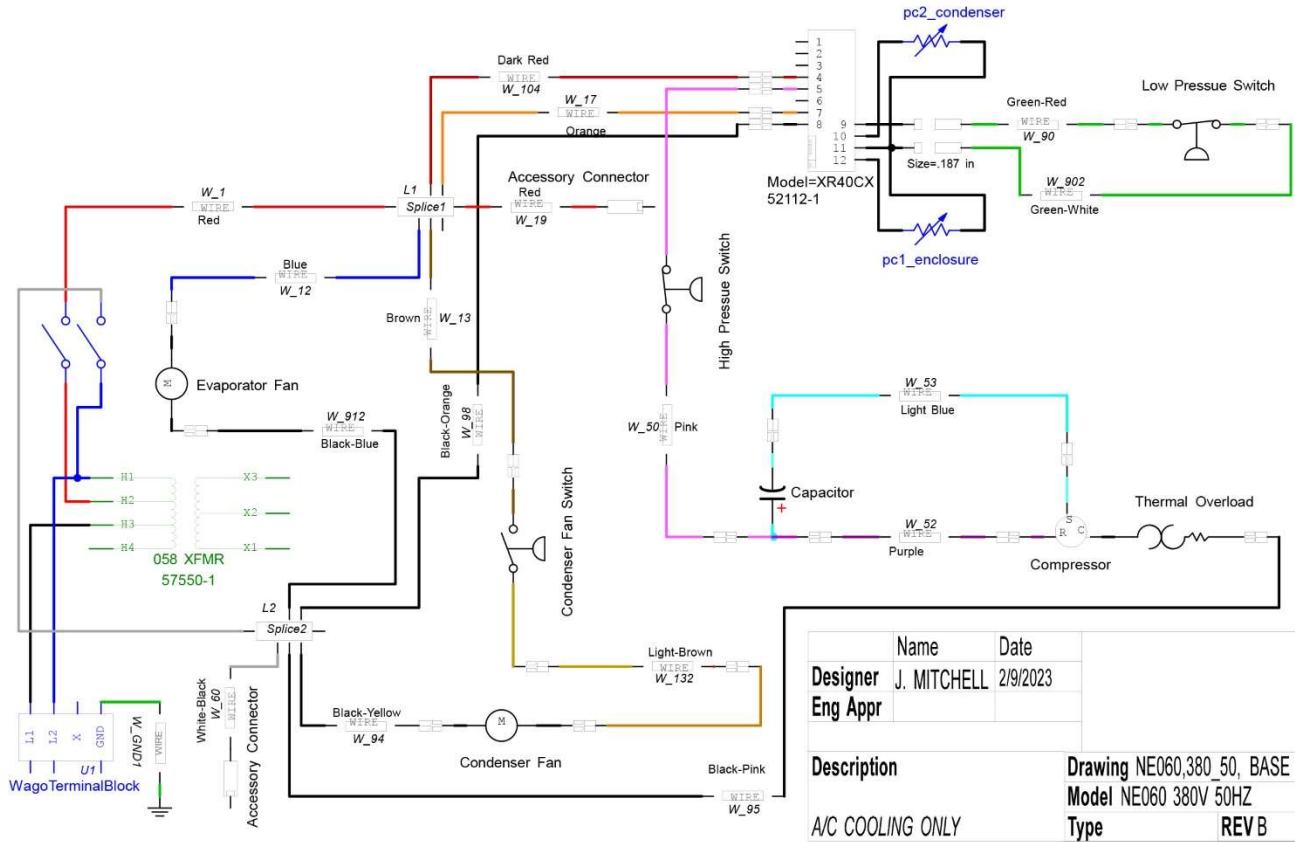 pc2_condenser
1
2
3
4
5
6
7
8
9
10
11
12
Dark Red
WIRE
W_104
W_17
WIRE
Orange
Low Pressue Switch
Green-Red
WIRE
W_90
Size=.187 in
W_902
WIRE
Green-White
Model=XR40CX
52112-1
pc1_enclosure
W_1
WIRE
Red
L1
Splice1
Accessory Connector
Red
WIRE
W_19
Blue
WIRE
W_12
Brown
WIRE
W_13
High Pressue Switch
Evaporator Fan
M
W_912
WIRE
Black-Blue
Black-Orange
W_98
WIRE
W_50
WIRE
Pink
W_53
WIRE
Light Blue
Capacitor
+
W_52
WIRE
Purple
S
R
C
Compressor
Thermal Overload
H1
H2
H3
H4
X3
X2
X1
058 XFMR
57550-1
Condenser Fan Switch
L2
Splice2
White-Black
W_60
WIRE
Accessory Connector
Light-Brown
WIRE
W_132
Black-Yellow
WIRE
W_94
M
Condenser Fan
Black-Pink
WIRE
W_95
L1
L2
X
GND
U1
WagoTerminalBlock
W_GND1
WIRE
Name Date
Designer J. MITCHELL 2/9/2023
Eng Appr
Description Drawing NE060,380_50, BASE
Model NE060 380V 50HZ
A/C COOLING ONLY Type REV B